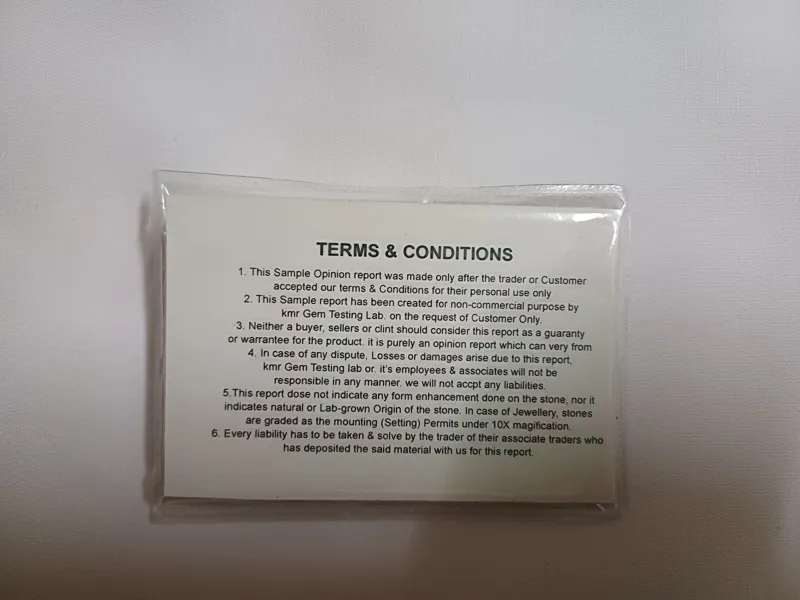 TERMS & CONDITIONS
1. This Sample Opinion report was made only after the trader or Customer
accepted our terms & Conditions for their personal use only
2. This Sample report has been created for non-commercial purpose by
kmr Gem Testing Lab. on the request of Customer Only.
3. Neither a buyer, sellers or clint should consider this report as a guaranty
or warrantee for the product. it is purely an opinion report which can very from
4. In case of any dispute, Losses or damages arise due to this report,
kmr Gem Testing lab or. it's employees & associates will not be
responsible in any manner. we will not accpt any liabilities.
5.This report dose not indicate any form enhancement done on the stone, nor it
indicates natural or Lab-grown Origin of the stone. In case of Jewellery, stones
are graded as the mounting (Setting) Permits under 10X magification.
6. Every liability has to be taken & solve by the trader of their associate traders who
has deposited the said material with us for this report.